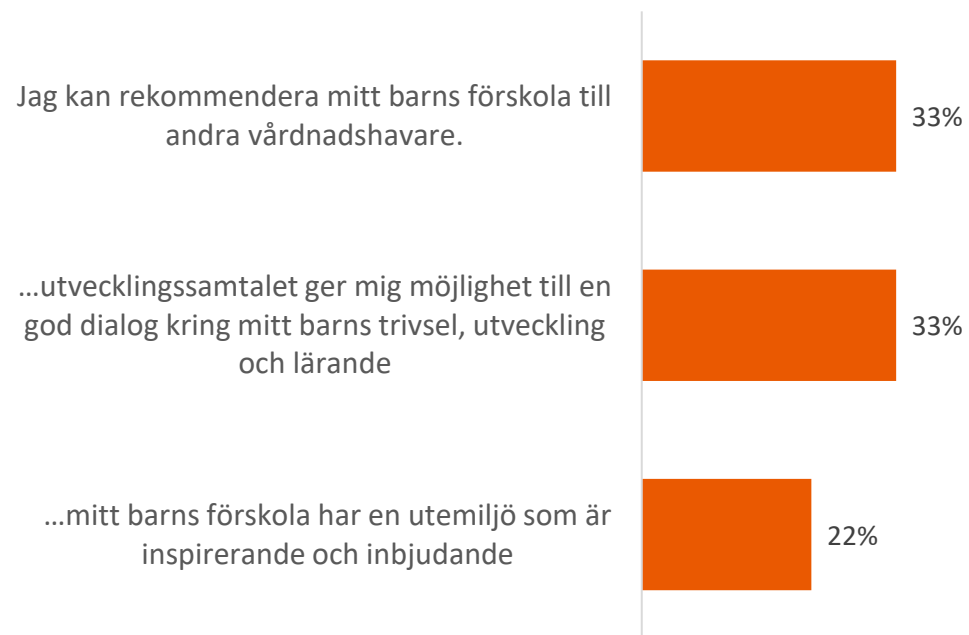 Jag kan rekommendera mitt barns förskola till
andra vårdnadshavare.
33%
...utvecklingssamtalet ger mig möjlighet till en
god dialog kring mitt barns trivsel, utveckling
och lärande
33%
...mitt barns förskola har en utemiljö som är
inspirerande och inbjudande
22%